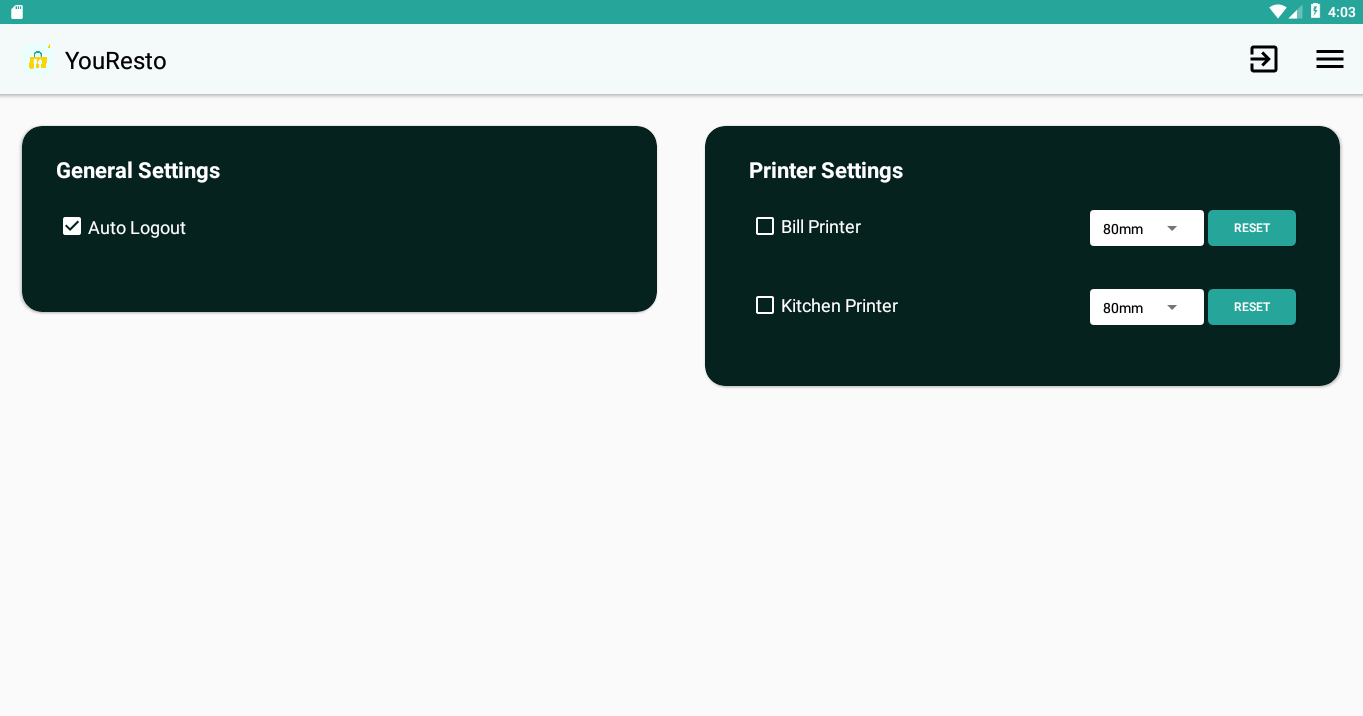 4:03
YouResto
General Settings
Auto Logout
Printer Settings
Bill Printer 80mm RESET
Kitchen Printer 80mm RESET